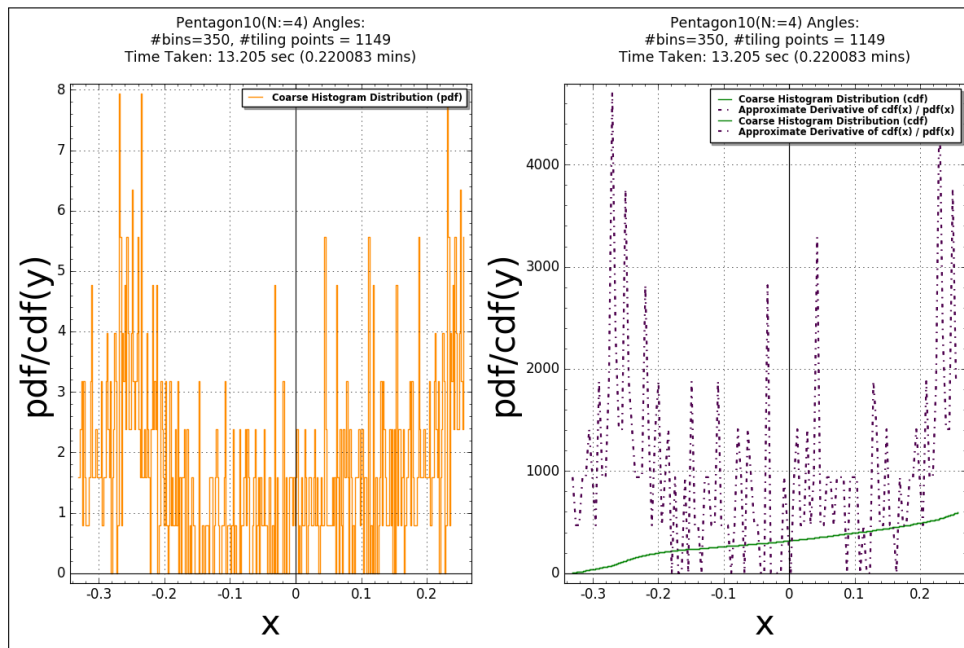 Pentagon10(N:=4) Angles:
#bins=350, #tiling points = 1149
Time Taken: 13.205 sec (0.220083 mins)
Coarse Histogram Distribution (pdf)
8
7
6
5
4
3
2
1
0
-0.3
-0.2
-0.1
0
0.1
0.2
pdf/cdf(y)
x
Pentagon10(N:=4) Angles:
#bins=350, #tiling points = 1149
Time Taken: 13.205 sec (0.220083 mins)
Coarse Histogram Distribution (cdf)
Approximate Derivative of cdf(x) / pdf(x)
Coarse Histogram Distribution (cdf)
Approximate Derivative of cdf(x) / pdf(x)
4000
3000
2000
1000
0
-0.3
-0.2
-0.1
0
0.1
0.2
pdf/cdf(y)
x